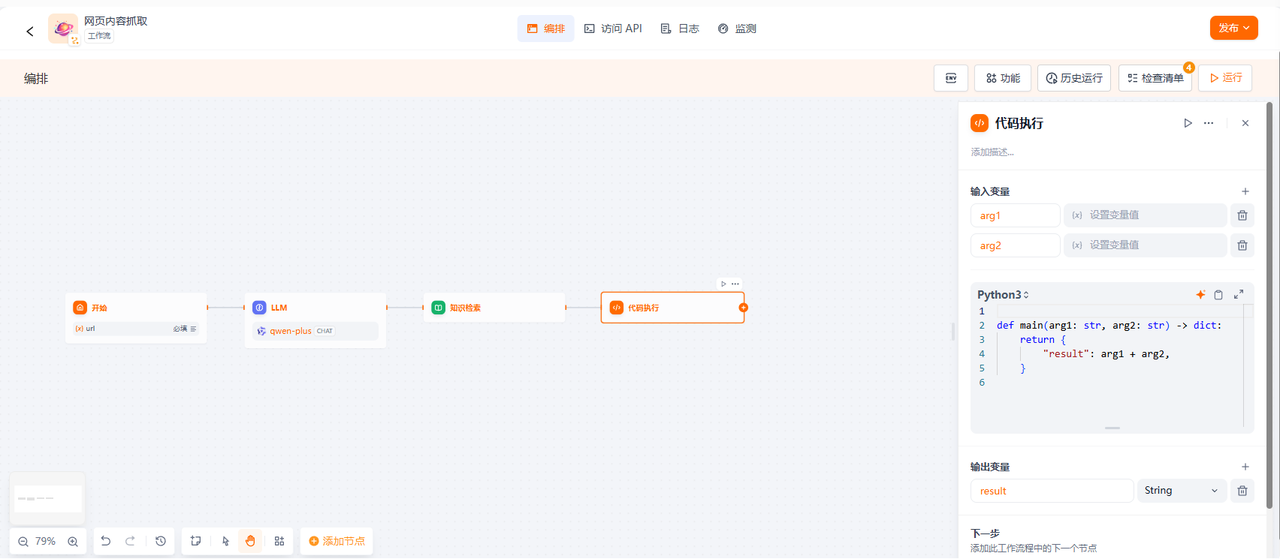 网页内容抓取
工作流
编排
访问 API
日志
监测
发布
编排
ENV
功能
历史运行
检查清单
4
运行
开始
{x} url
必填
LLM
qwen-plus CHAT
知识检索
代码执行
79%
添加节点
代码执行
添加描述...
输入变量
arg1
{x} 设置变量值
arg2
{x} 设置变量值
Python3
1
2 def main(arg1: str, arg2: str) -> dict:
3 return {
4 "result": arg1 + arg2,
5 }
6
输出变量
result
String
下一步
添加此工作流程中的下一个节点